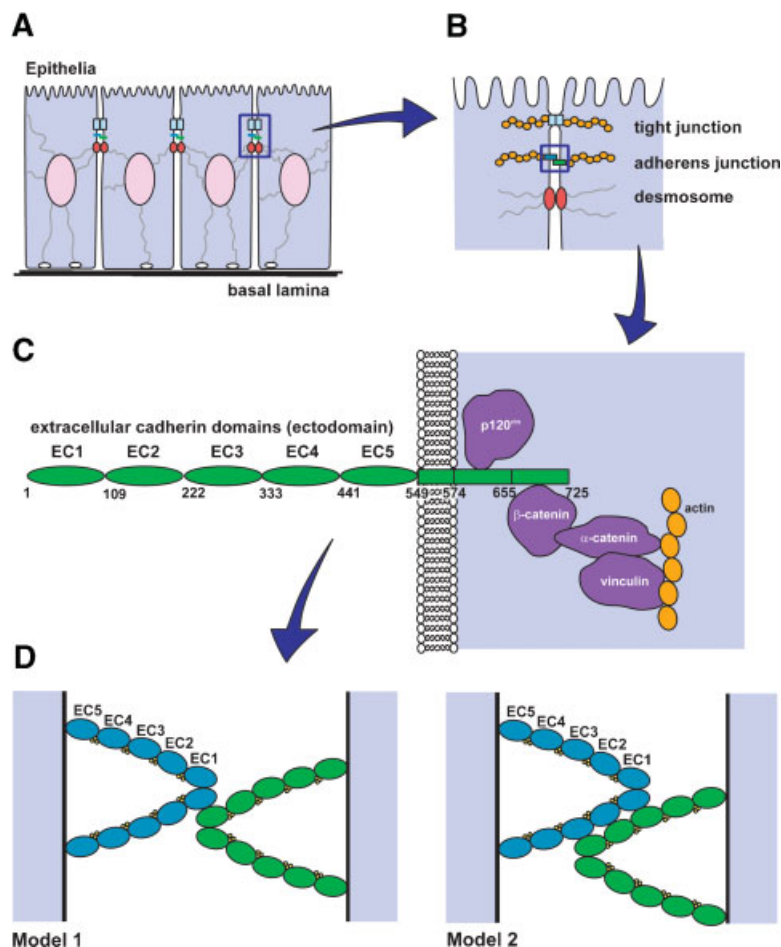 A
Epithelia
basal lamina
B
tight junction
adherens junction
desmosome
C
extracellular cadherin domains (ectodomain)
EC1 EC2 EC3 EC4 EC5
1 109 222 333 441 549 574 655 725
p120ctn
β-catenin
α-catenin
vinculin
actin
D
EC5
EC4
EC3
EC2
EC1
Model 1
EC5
EC4
EC3
EC2
EC1
Model 2